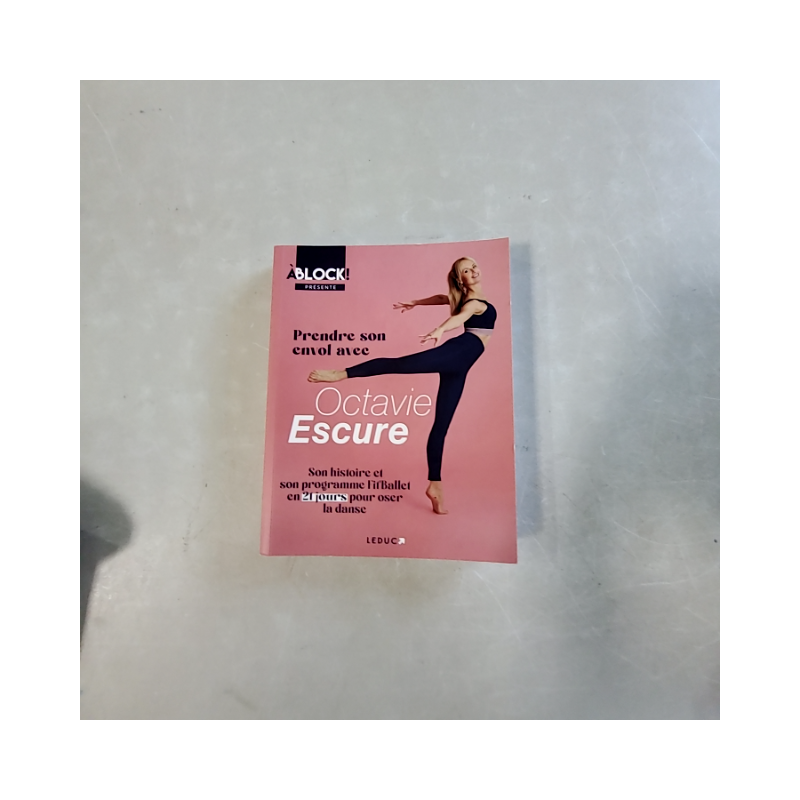 ÀBLOCK!
PRÉSENTE
Prendre son
envol avec
Octavie
Escure
Son histoire et
son programme FitBallet
en 21 jours pour oser
la danse
LEDUC